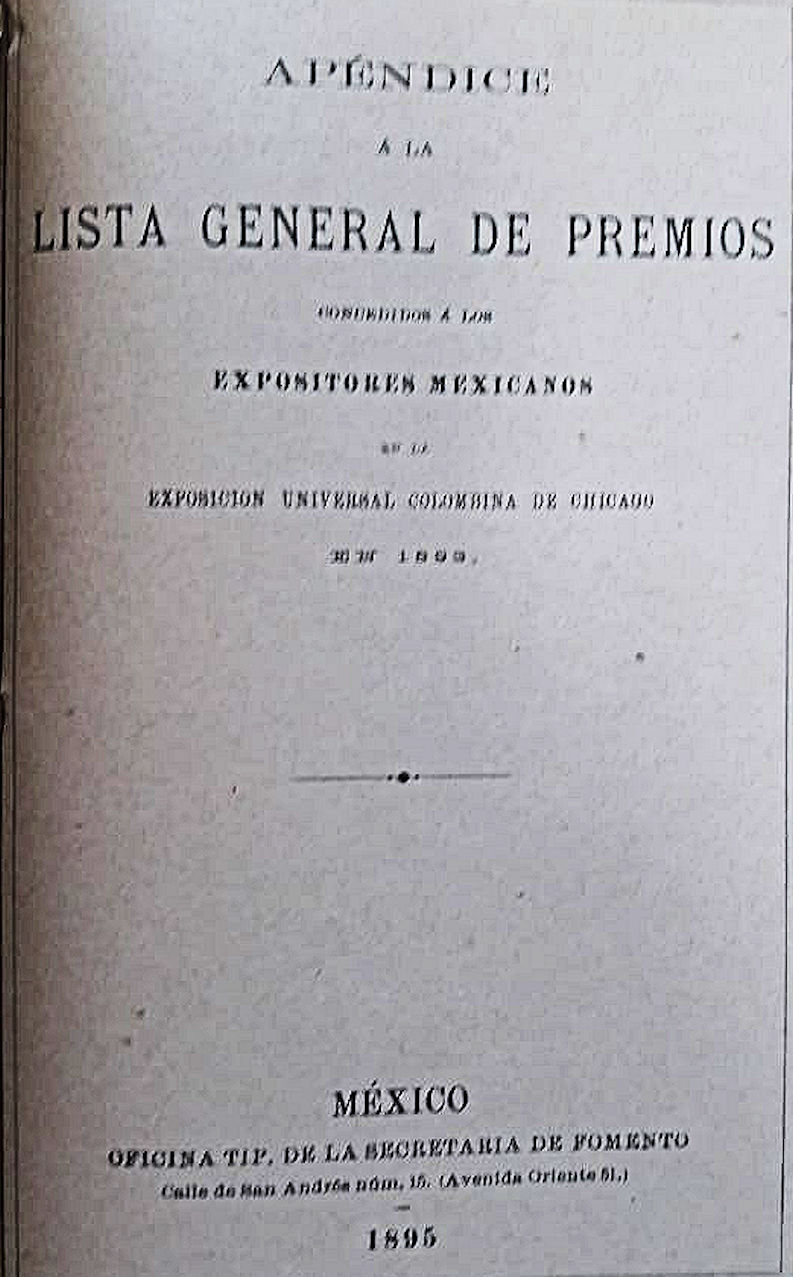 APÉNDICE
Á LA
LISTA GENERAL DE PREMIOS
CONCEDIDOS Á LOS
EXPOSITORES MEXICANOS
EN LA
EXPOSICION UNIVERSAL COLOMBINA DE CHICAGO
EN 1893.
MÉXICO
OFICINA TIP. DE LA SECRETARIA DE FOMENTO
Calle de San Andrés núm. 15. (Avenida Oriente 51.)
1895